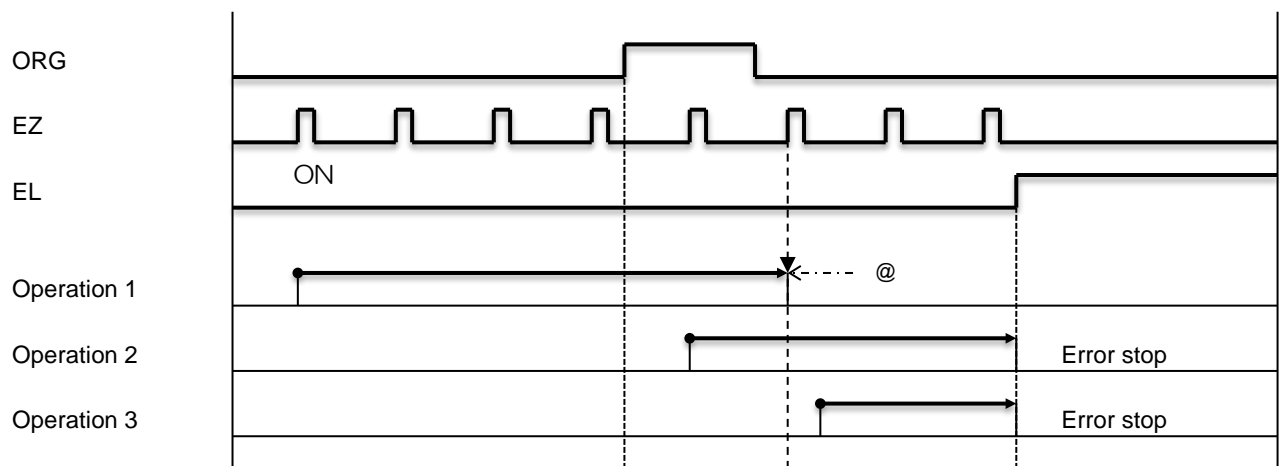 ORG
EZ
ON
EL
@
Operation 1
Operation 2
Error stop
Operation 3
Error stop